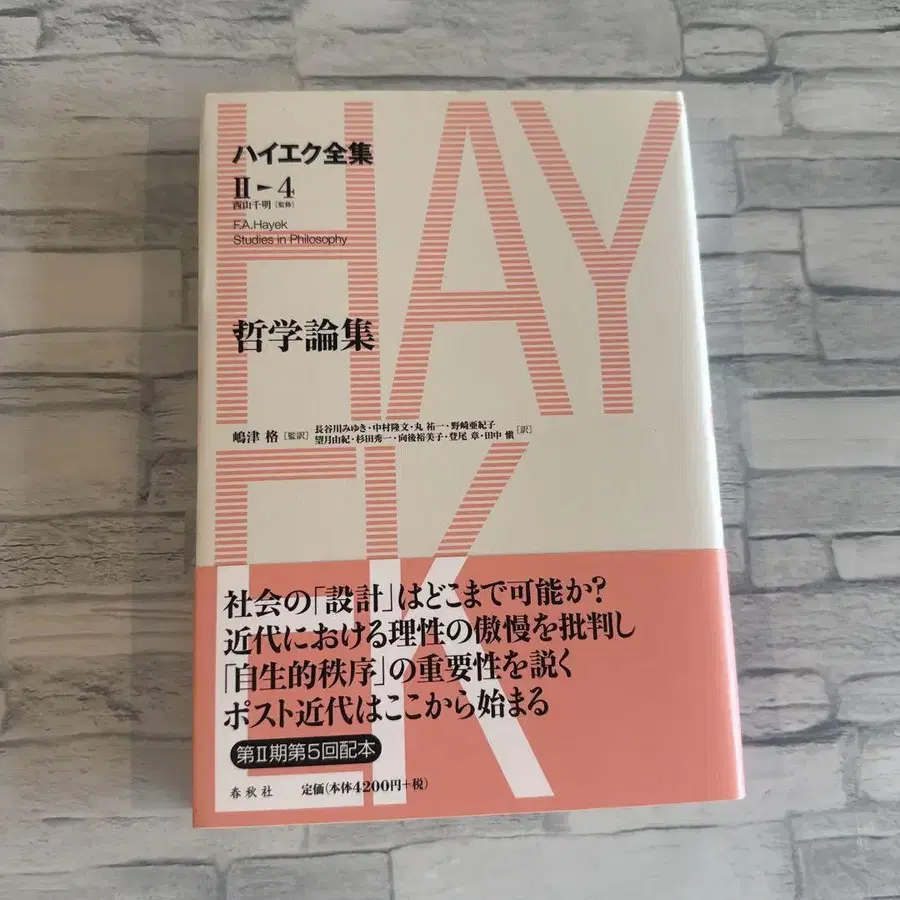 HAY
EK
ハイエク全集
II-4
西山千明［監修］
F.A.Hayek
Studies in Philosophy
哲学論集
嶋津 格［監訳］
長谷川みゆき・中村隆文・丸 祐一・野崎亜紀子
望月由紀・杉田秀一・向後裕美子・登尾 章・田中 愼［訳］
社会の「設計」はどこまで可能か?
近代における理性の傲慢を批判し
「自生的秩序」の重要性を説く
ポスト近代はここから始まる
第II期第5回配本
春秋社
定価(本体4200円+税)